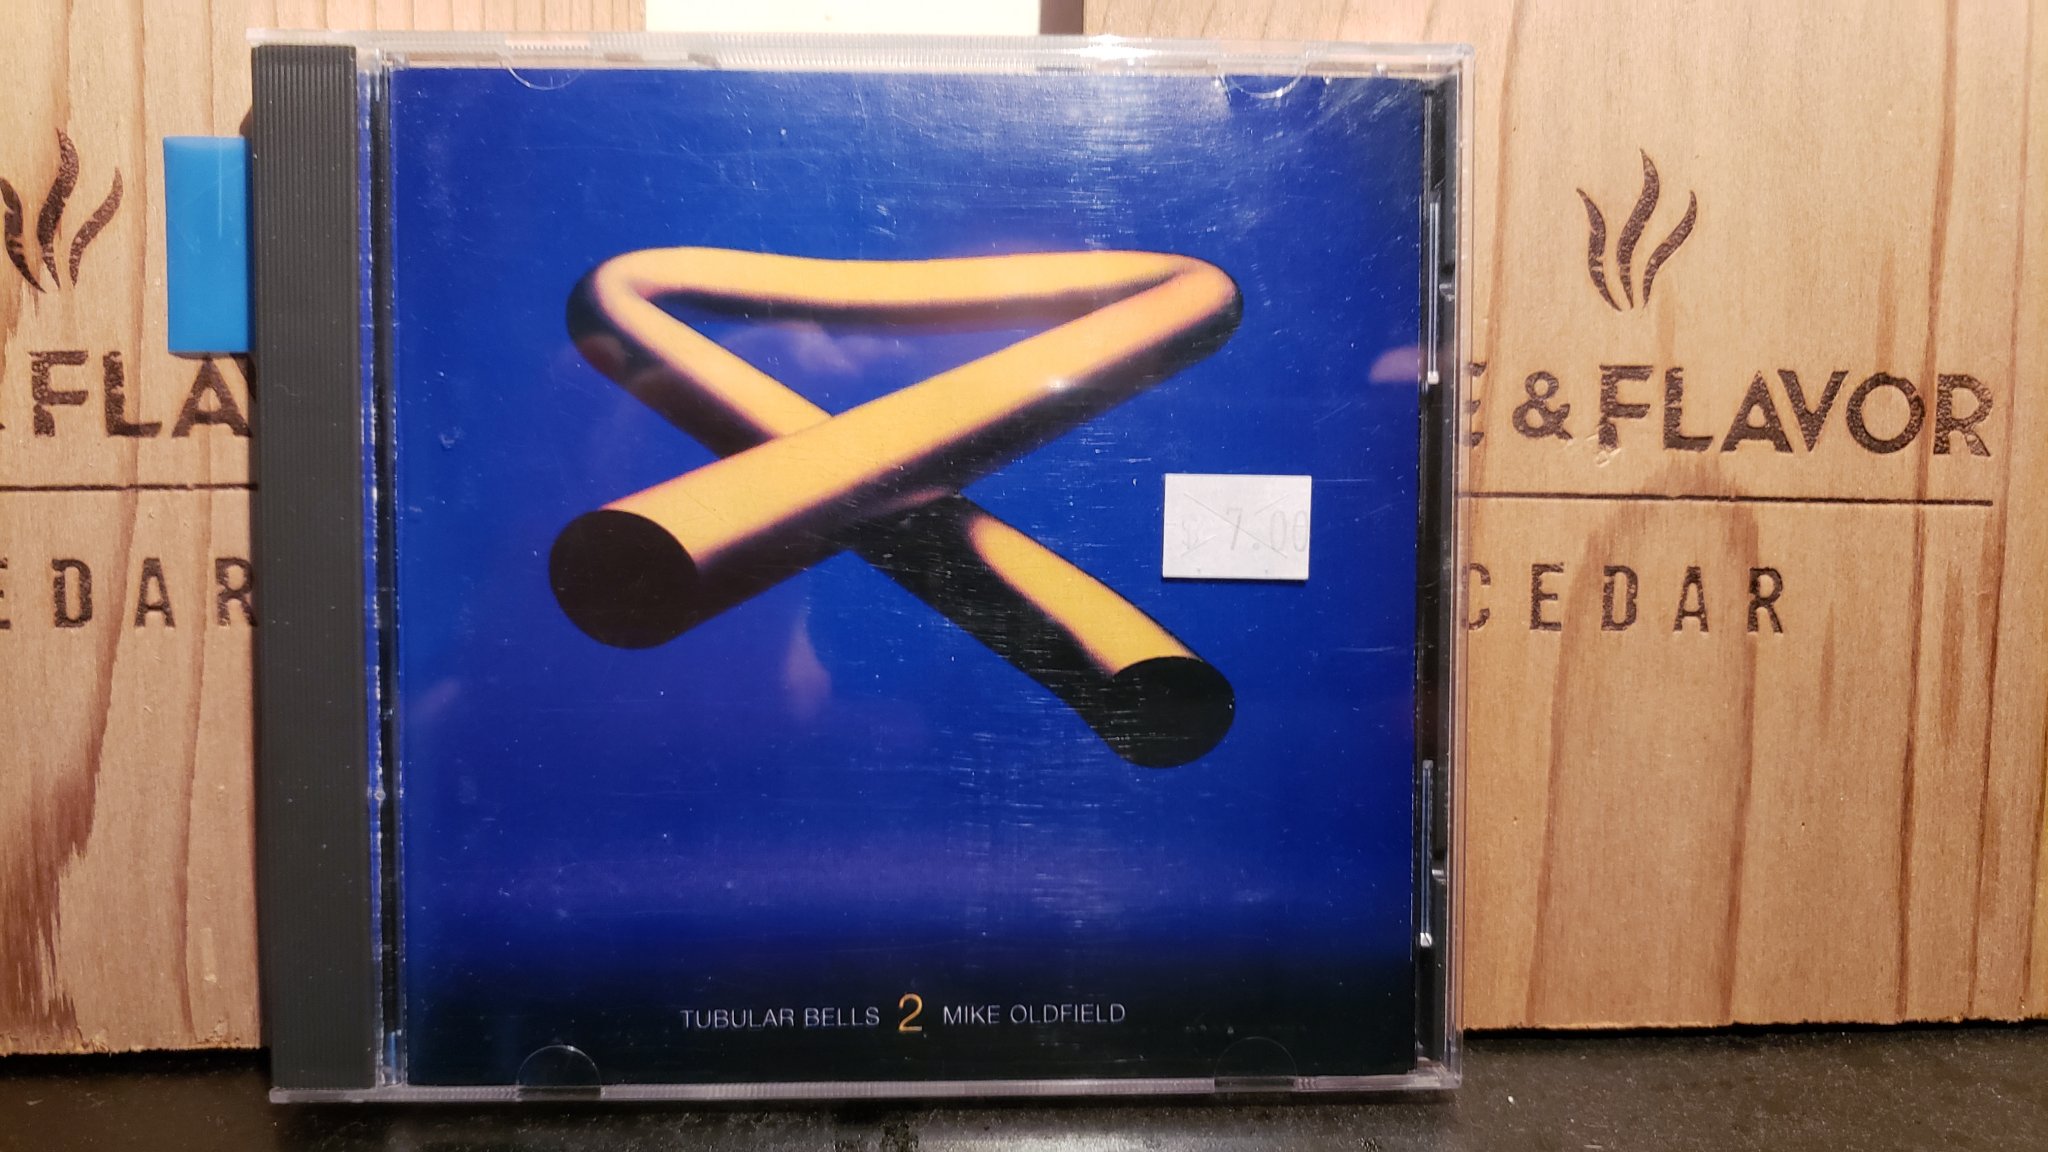 FLA
EDAR
$ 7.00
& FLAVOR
CEDAR
TUBULAR BELLS 2 MIKE OLDFIELD